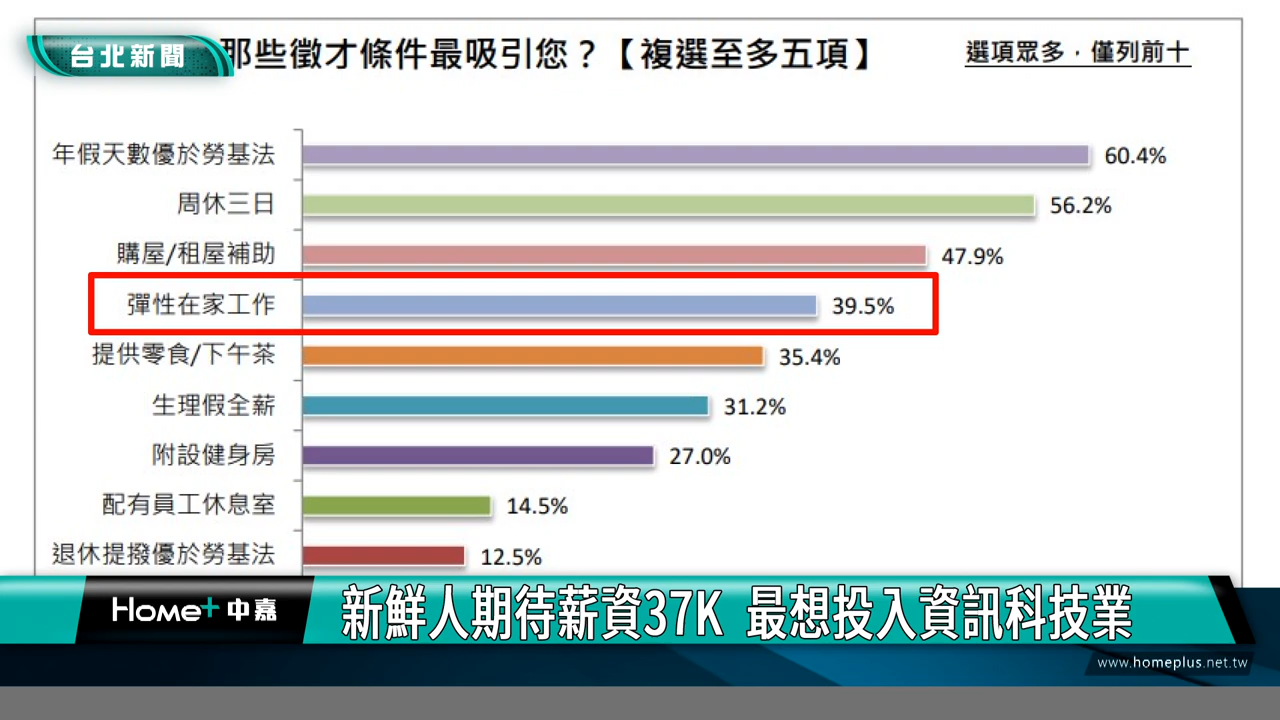 台北新聞
那些徵才條件最吸引您？【複選至多五項】
選項眾多，僅列前十
年假天數優於勞基法 60.4%
周休三日 56.2%
購屋/租屋補助 47.9%
彈性在家工作 39.5%
提供零食/下午茶 35.4%
生理假全薪 31.2%
附設健身房 27.0%
配有員工休息室 14.5%
退休提撥優於勞基法 12.5%
Home+中嘉
新鮮人期待薪資37K 最想投入資訊科技業
www.homeplus.net.tw